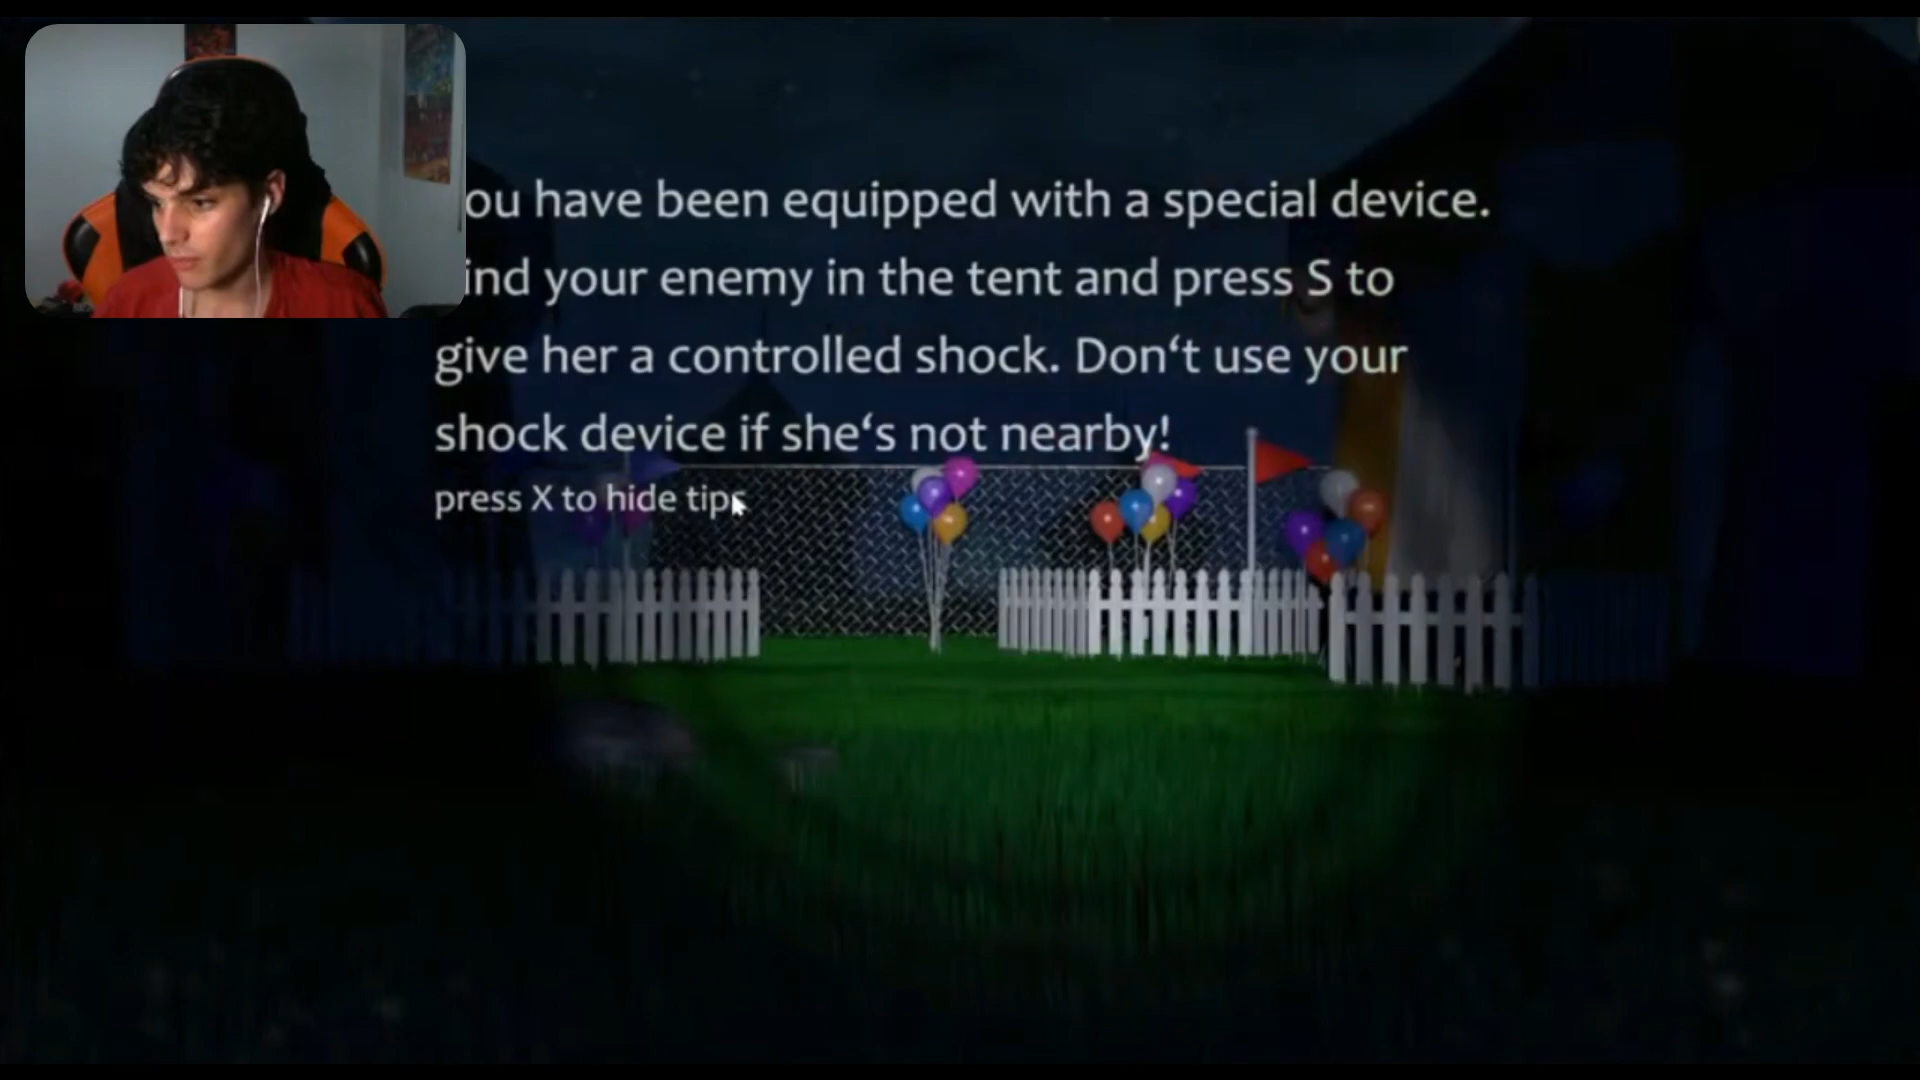 ou have been equipped with a special device.
ind your enemy in the tent and press S to
give her a controlled shock. Don‘t use your
shock device if she‘s not nearby!
press X to hide tips